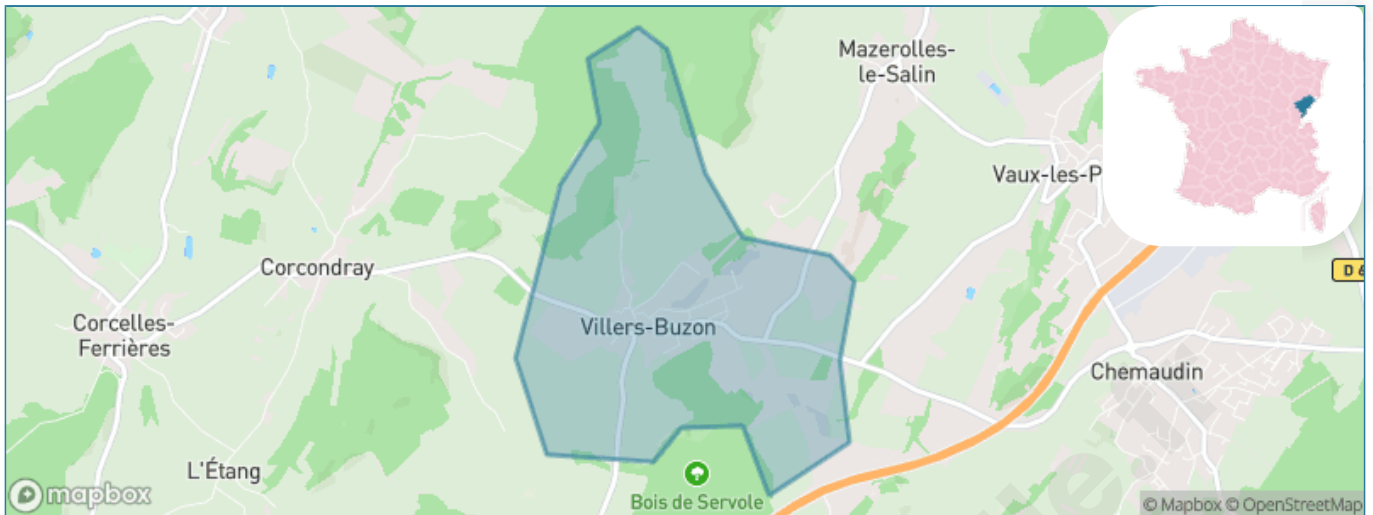 Mazerolles-
le-Salin
Vaux-les-P
Corcondray
D 6
Corcelles-
Ferrières
Villers-Buzon
Chemaudin
L'Étang
Bois de Servole
mapbox
© Mapbox © OpenStreetMap